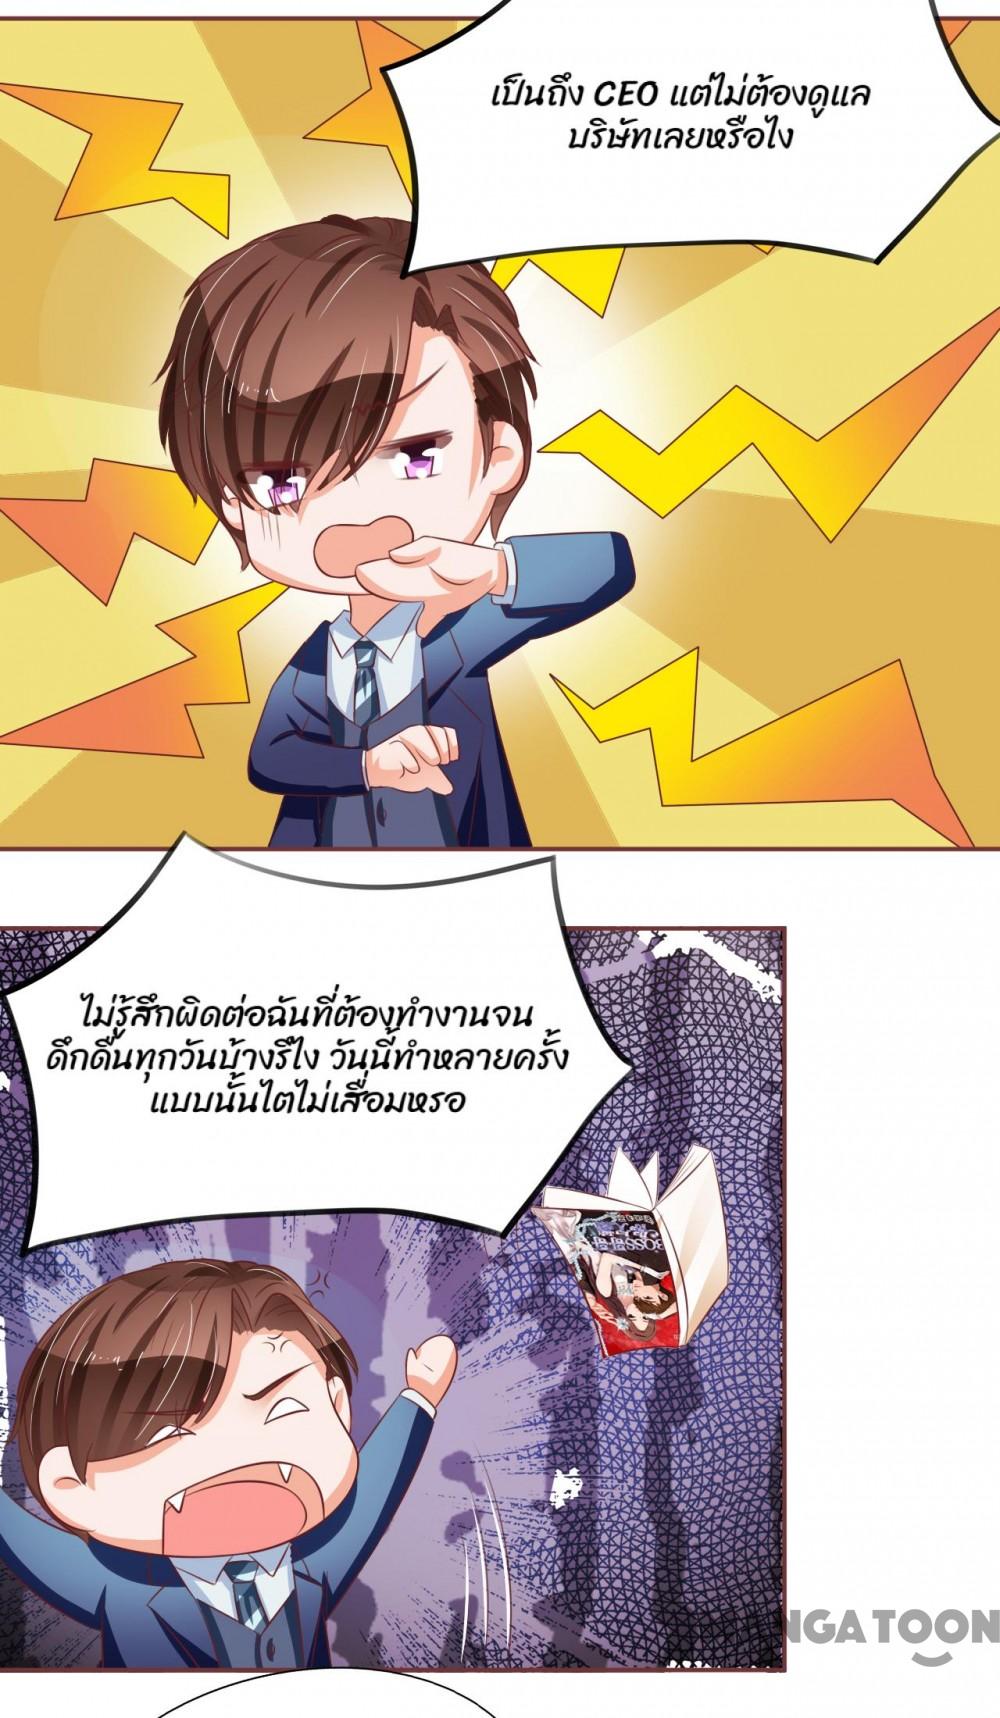 เป็นถึง CEO แต่ไม่ต้องดูแล
บริษัทเลยหรือไง
ไม่รู้สึกผิดต่อฉันที่ต้องทำงานจน
ดึกดื่นทุกวันบ้างรึไง วันนี้ทำหลายครั้ง
แบบนั้นไตไม่เสื่อมหรอ
BOSS
NGATOON